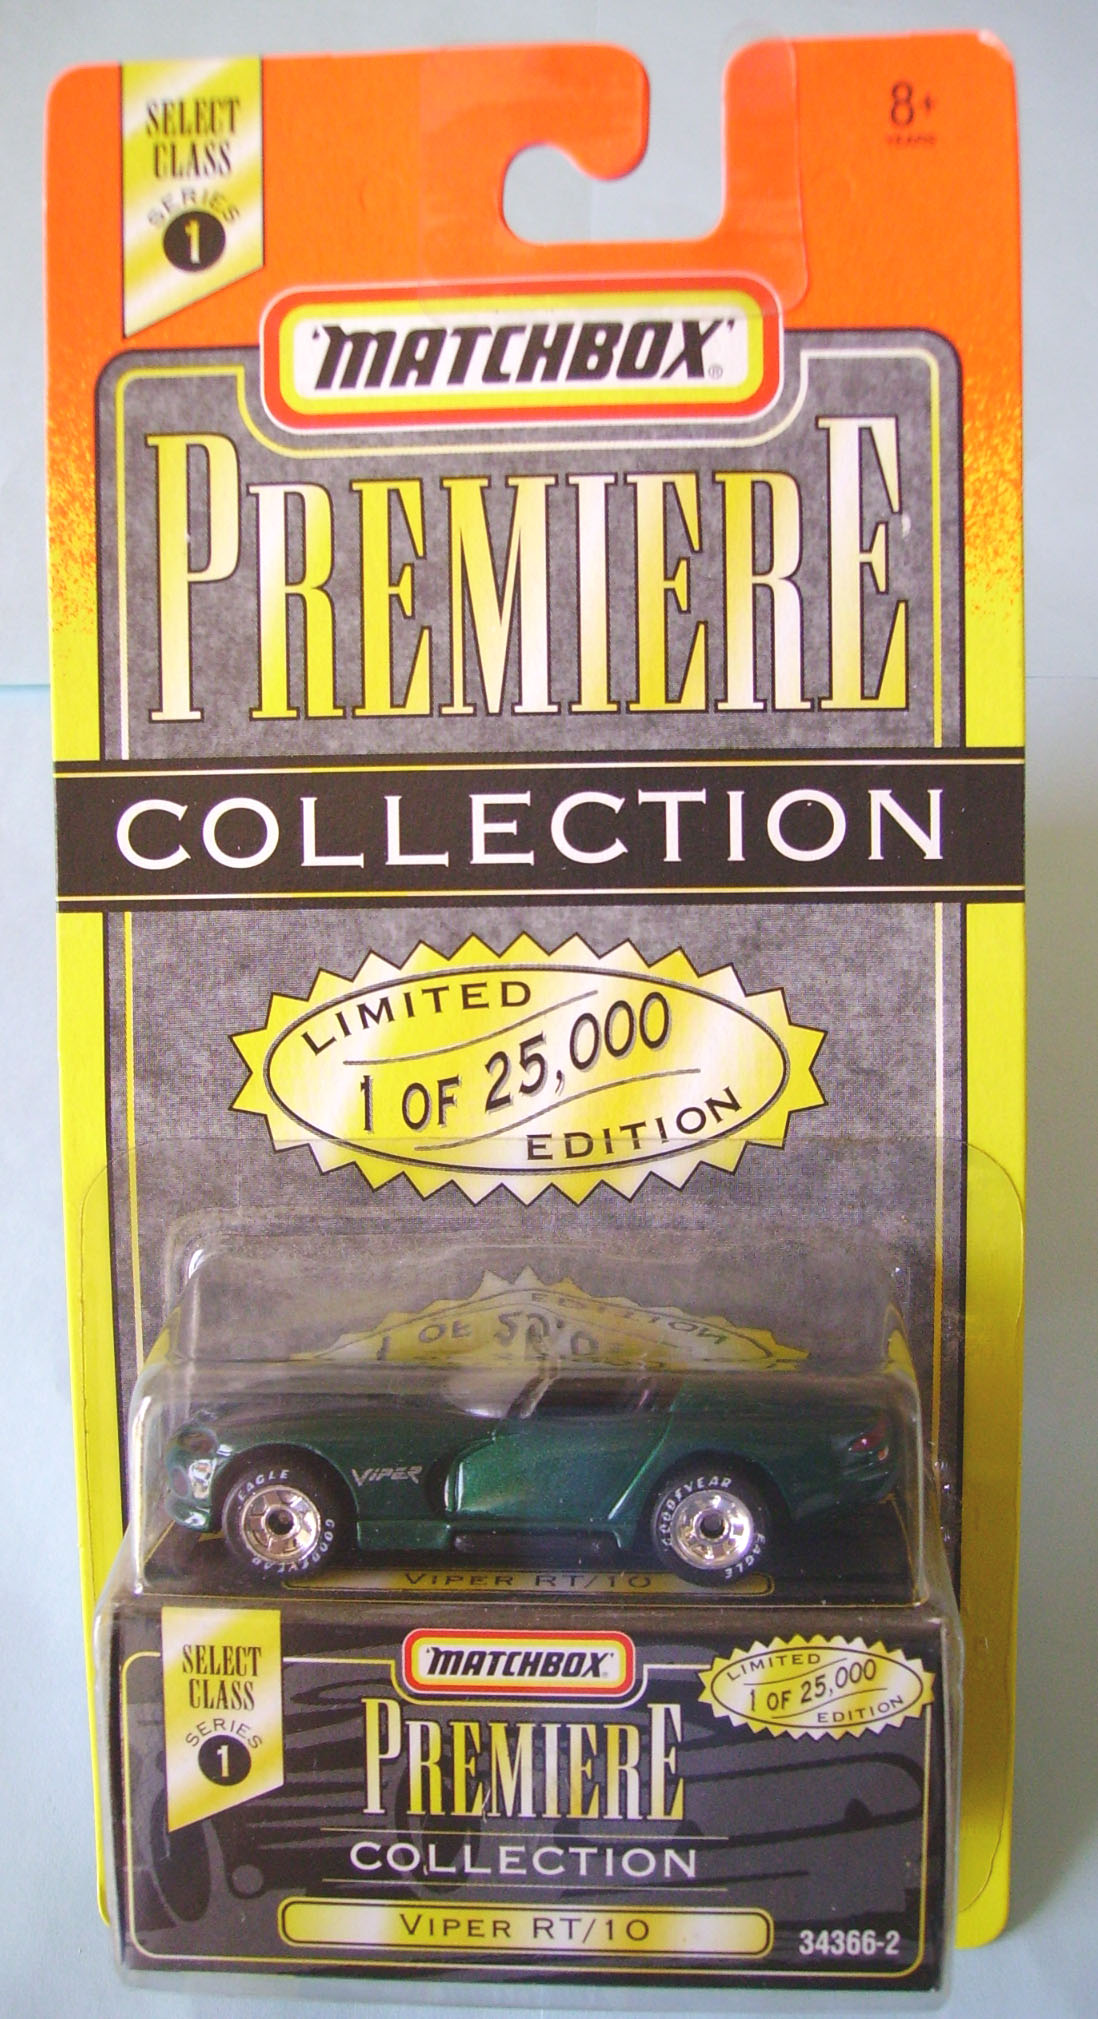 SELECT
CLASS
SERIES
1
8+
YEARS
'MATCHBOX'®
PREMIERE
COLLECTION
LIMITED
1 OF 25,000
EDITION
EAGLE
GOODYEAR
VIPER
GOODYEAR
EAGLE
VIPER RT/10
SELECT
CLASS
SERIES
1
'MATCHBOX'®
LIMITED
1 OF 25,000
EDITION
PREMIERE
COLLECTION
VIPER RT/10
34366-2